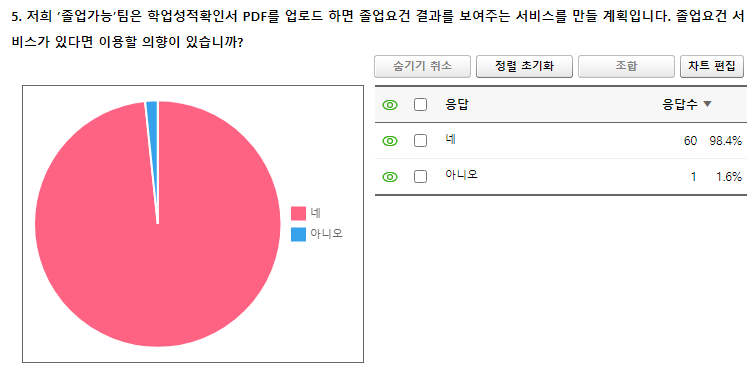 5. 저희 '졸업가능'팀은 학업성적확인서 PDF를 업로드 하면 졸업요건 결과를 보여주는 서비스를 만들 계획입니다. 졸업요건 서
비스가 있다면 이용할 의향이 있습니까?
숨기기 취소 정렬 초기화 조합 차트 편집
응답 응답수 ▼
네 60 98.4%
아니오 1 1.6%
네
아니오